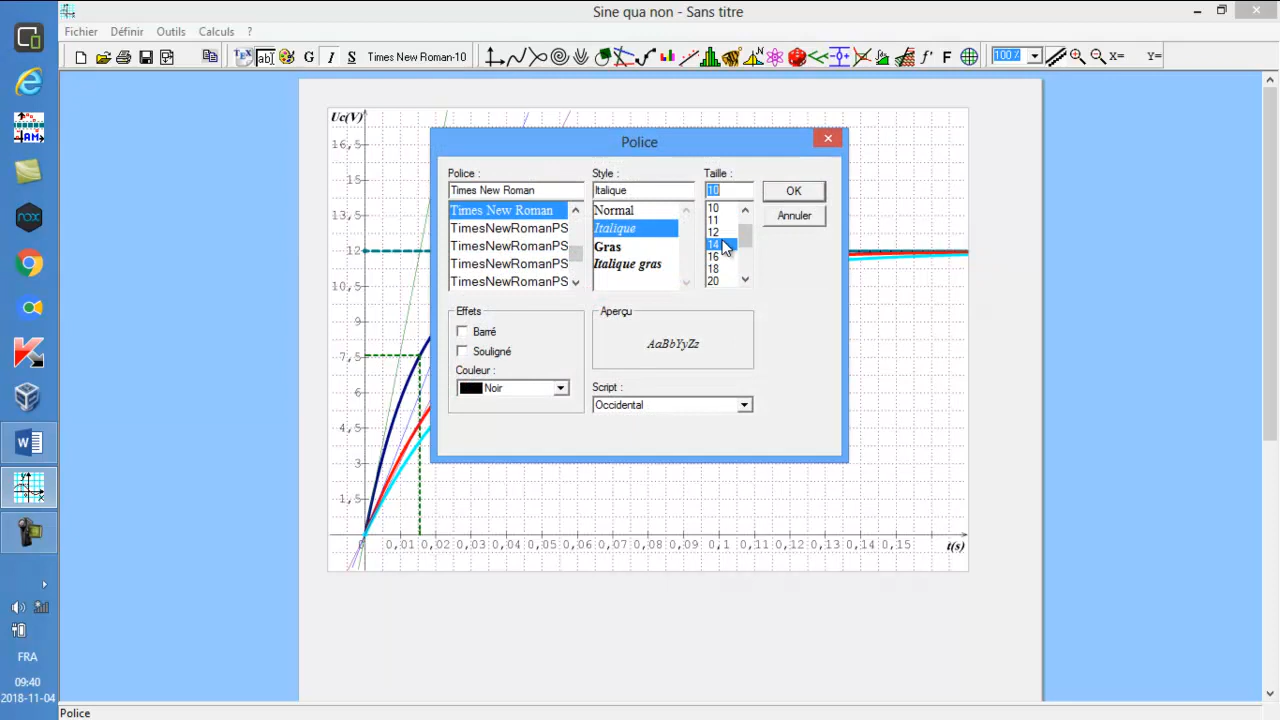 Sine qua non - Sans titre
Fichier Définir Outils Calculs ?
TEX ab| G I S Times New Roman-10 N f' F 100 % X= Y=
Uc(V)
16,5
15
13,5
12
10,5
9
7,5
6
4,5
3
1,5
0 0,01 0,02 0,03 0,04 0,05 0,06 0,07 0,08 0,09 0,1 0,11 0,12 0,13 0,14 0,15
t(s)
Police
Police :
Times New Roman
Times New Roman
TimesNewRomanPS
TimesNewRomanPS
TimesNewRomanPS
TimesNewRomanPS
Style :
Italique
Normal
Italique
Gras
Italique gras
Taille :
10
10
11
12
14
16
18
20
OK
Annuler
Effets
Barré
Souligné
Couleur :
Noir
Aperçu
AaBbYyZz
Script :
Occidental
nox
W
y
x
FRA
09:40
2018-11-04
Police